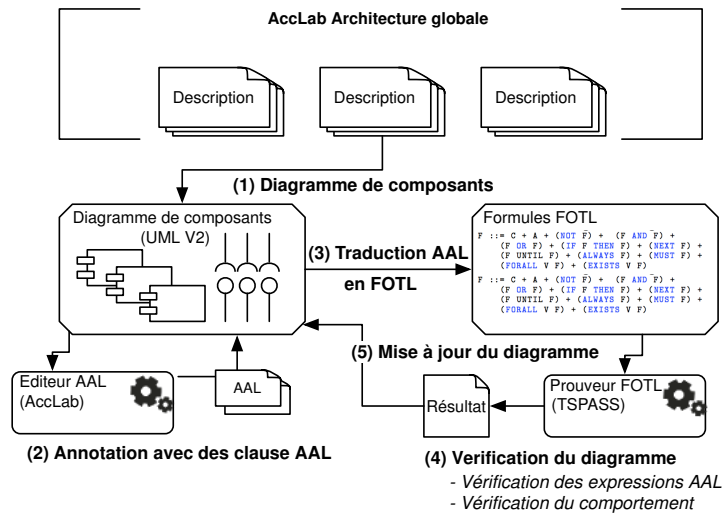 AccLab Architecture globale
Description
Description
Description
(1) Diagramme de composants
Diagramme de composants
(UML V2)
(3) Traduction AAL
en FOTL
Formules FOTL
F ::= C + A + (NOT F) + (F AND F) +
(F OR F) + (IF F THEN F) + (NEXT F) +
(F UNTIL F) + (ALWAYS F) + (MUST F) +
(FORALL V F) + (EXISTS V F)
F ::= C + A + (NOT F) + (F AND F) +
(F OR F) + (IF F THEN F) + (NEXT F) +
(F UNTIL F) + (ALWAYS F) + (MUST F) +
(FORALL V F) + (EXISTS V F)
(5) Mise à jour du diagramme
Editeur AAL
(AccLab)
AAL
Résultat
Prouveur FOTL
(TSPASS)
(2) Annotation avec des clause AAL
(4) Verification du diagramme
- Vérification des expressions AAL
- Vérification du comportement